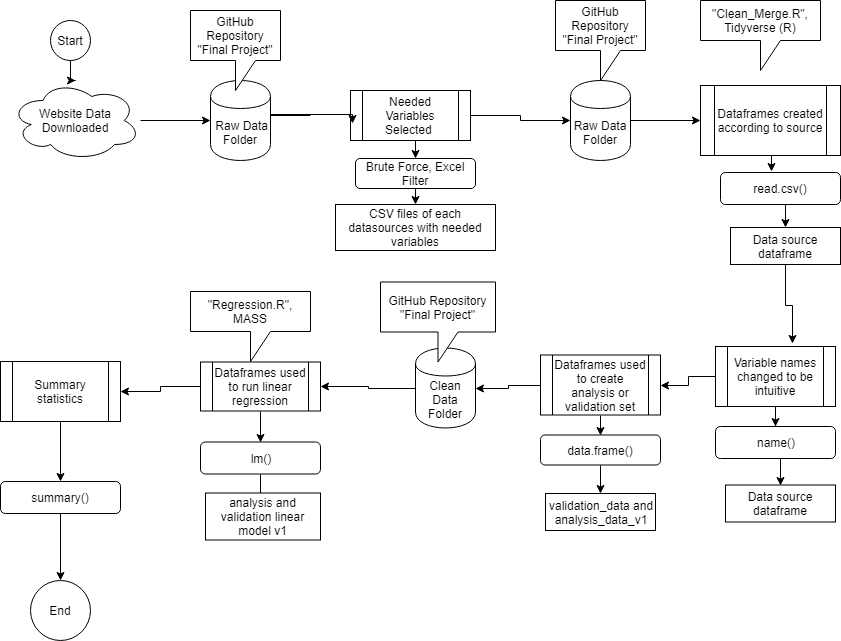 Start
Website Data
Downloaded
GitHub
Repository
"Final Project"
Raw Data
Folder
Needed
Variables
Selected
Brute Force, Excel
Filter
CSV files of each
datasources with needed
variables
GitHub
Repository
"Final Project"
Raw Data
Folder
"Clean_Merge.R",
Tidyverse (R)
Dataframes created
according to source
read.csv()
Data source
dataframe
Variable names
changed to be
intuitive
name()
Data source
dataframe
Dataframes used
to create
analysis or
validation set
data.frame()
validation_data and
analysis_data_v1
GitHub Repository
"Final Project"
Clean
Data
Folder
"Regression.R",
MASS
Dataframes used
to run linear
regression
lm()
analysis and
validation linear
model v1
Summary
statistics
summary()
End